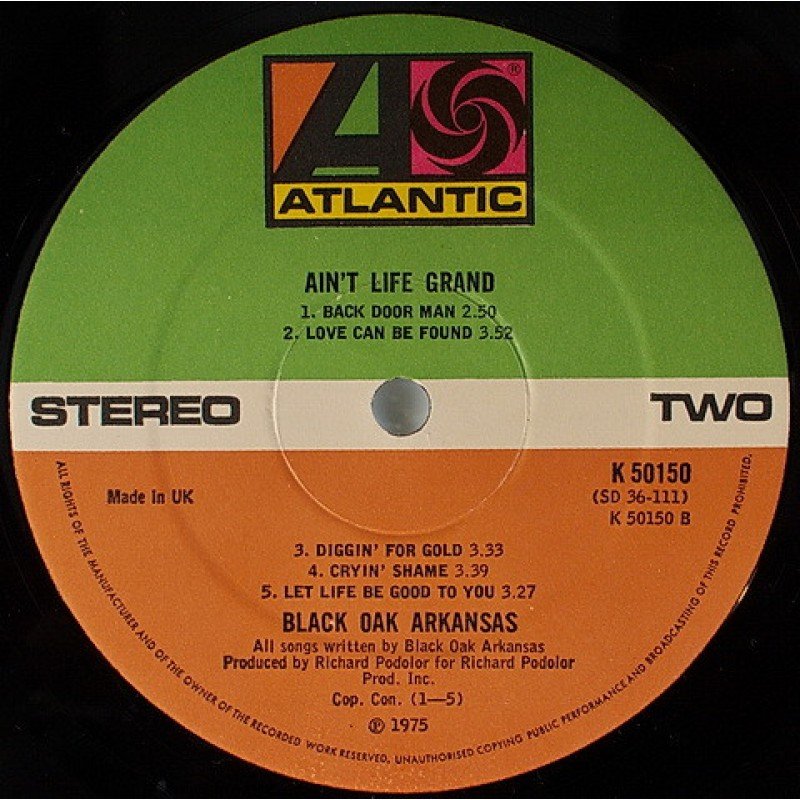 A
®
ATLANTIC
AIN'T LIFE GRAND
1. BACK DOOR MAN 2.50
2. LOVE CAN BE FOUND 3.52
STEREO
TWO
Made In UK
K 50150
(SD 36-111)
K 50150 B
3. DIGGIN' FOR GOLD 3.33
4. CRYIN' SHAME 3.39
5. LET LIFE BE GOOD TO YOU 3.27
BLACK OAK ARKANSAS
All songs written by Black Oak Arkansas
Produced by Richard Podolor for Richard Podolor
Prod. Inc.
Cop. Con. (1—5)
℗ 1975
ALL RIGHTS OF THE MANUFACTURER AND OF THE OWNER OF THE RECORDED WORK RESERVED. UNAUTHORISED COPYING PUBLIC PERFORMANCE AND BROADCASTING OF THIS RECORD PROHIBITED.